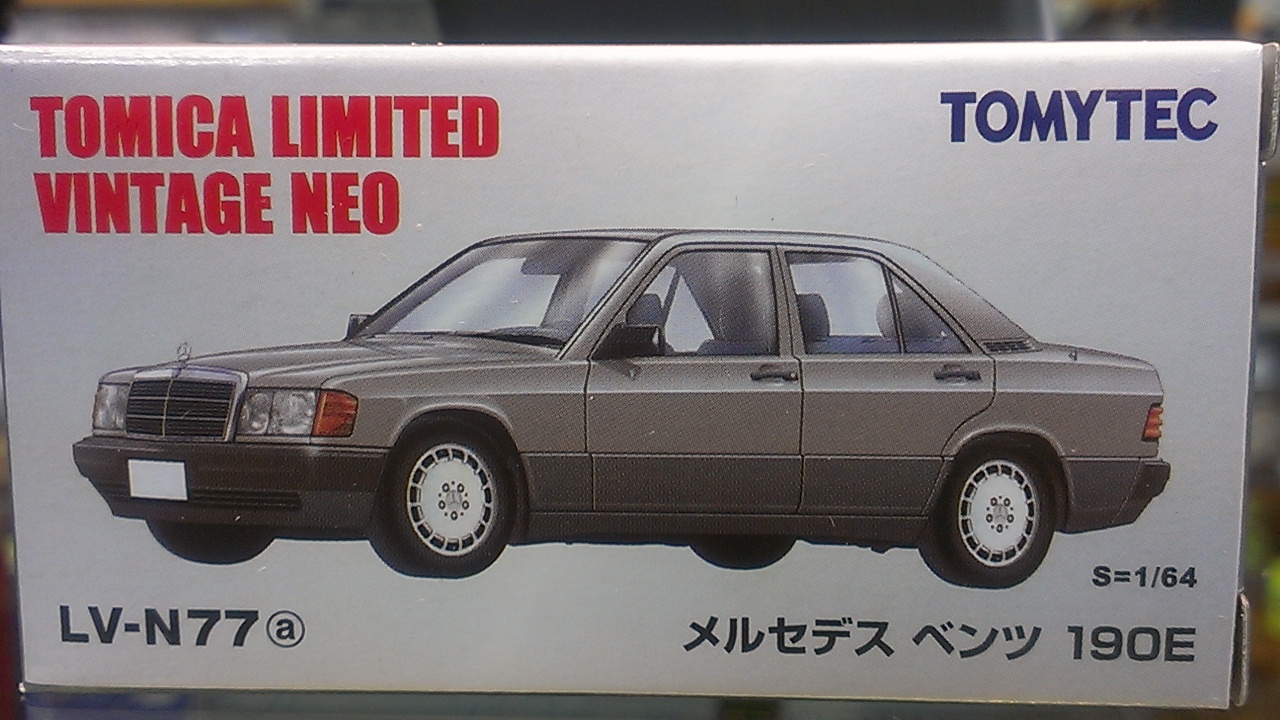 TOMICA LIMITED
VINTAGE NEO
TOMYTEC
S=1/64
LV-N77ⓐ
メルセデス ベンツ 190E